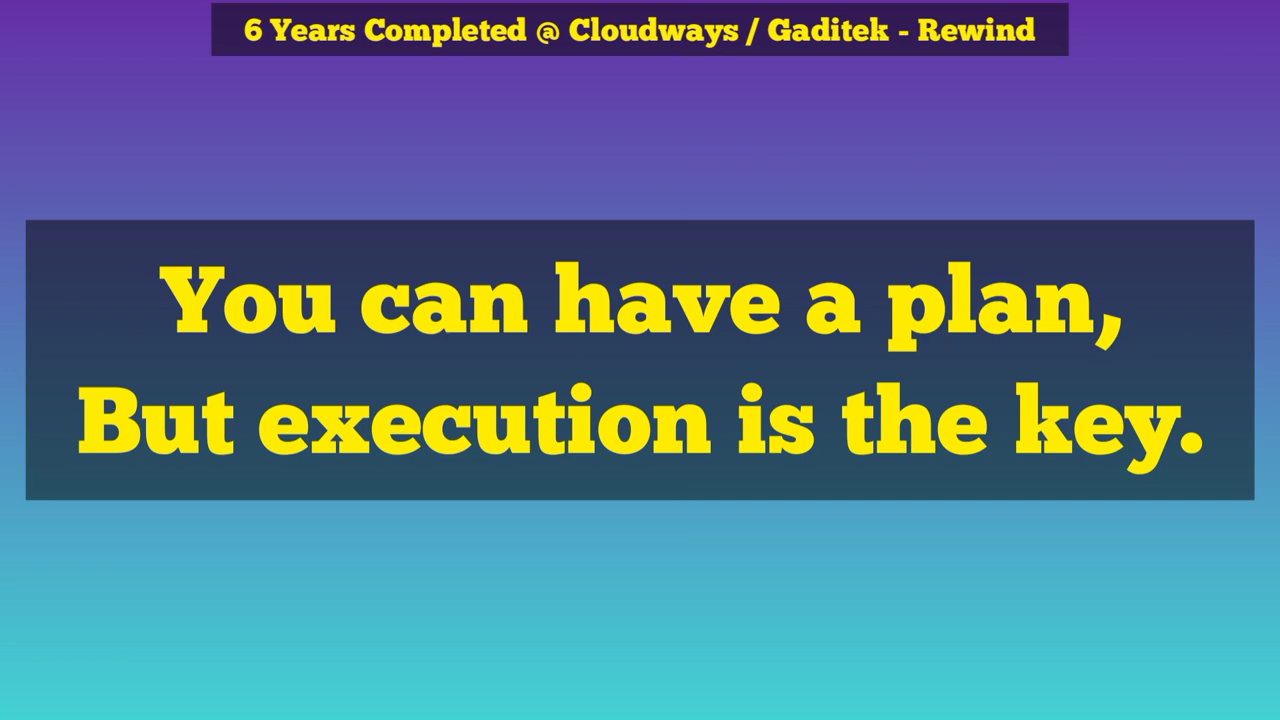 6 Years Completed @ Cloudways / Gaditek - Rewind
You can have a plan,
But execution is the key.